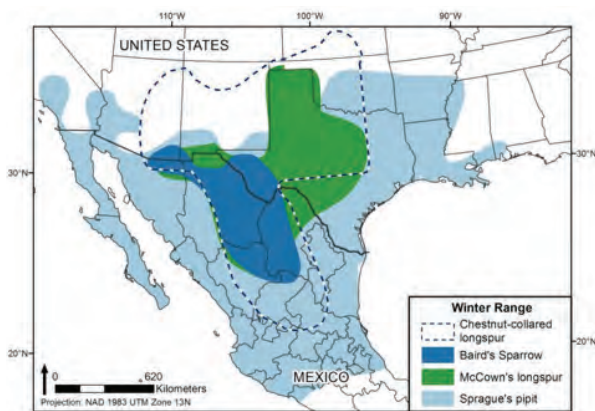 110°W
100°W
90°W
UNITED STATES
30°N
30°N
20°N
20°N
MEXICO
0
620
Kilometers
Projection: NAD 1983 UTM Zone 13N
Winter Range
Chestnut-collared
longspur
Baird's Sparrow
McCown's longspur
Sprague's pipit